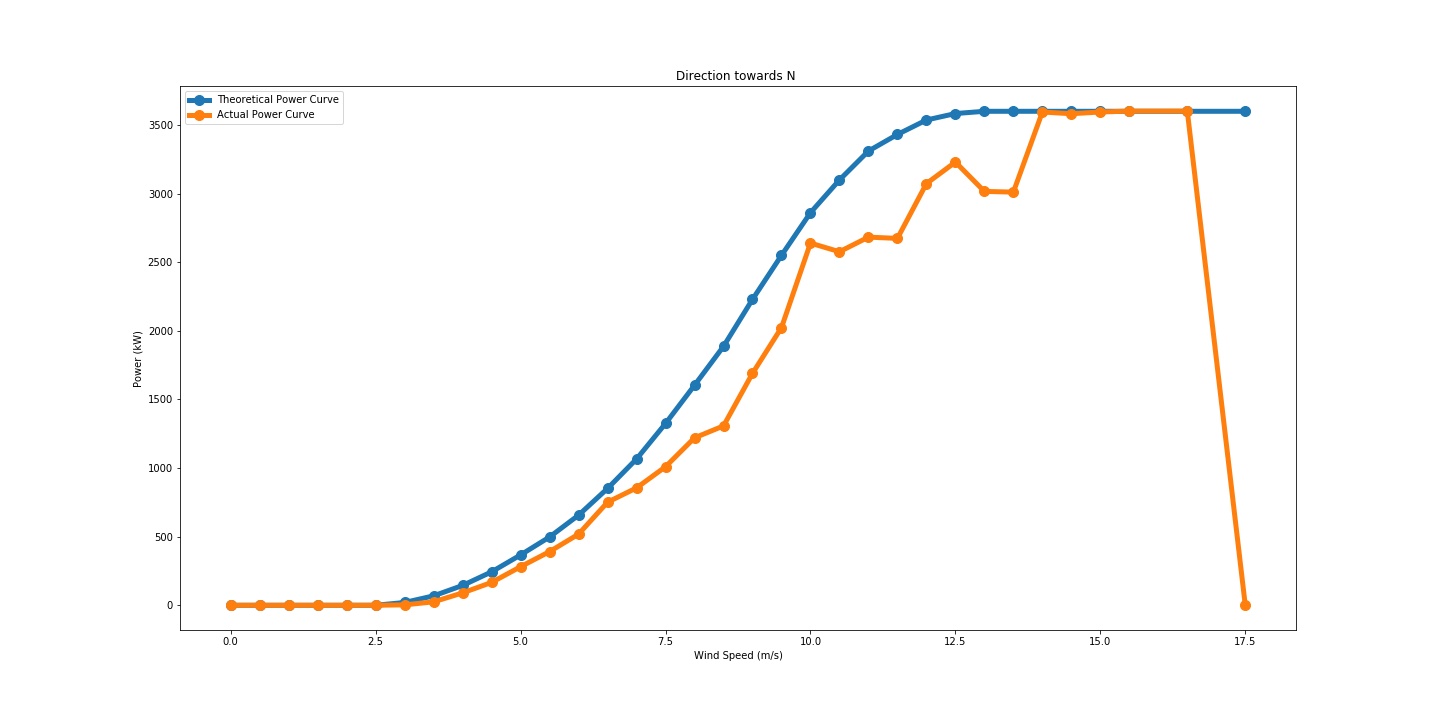 Direction towards N
Theoretical Power Curve
Actual Power Curve
Power (kW)
3500
3000
2500
2000
1500
1000
500
0
0.0 2.5 5.0 7.5 10.0 12.5 15.0 17.5
Wind Speed (m/s)